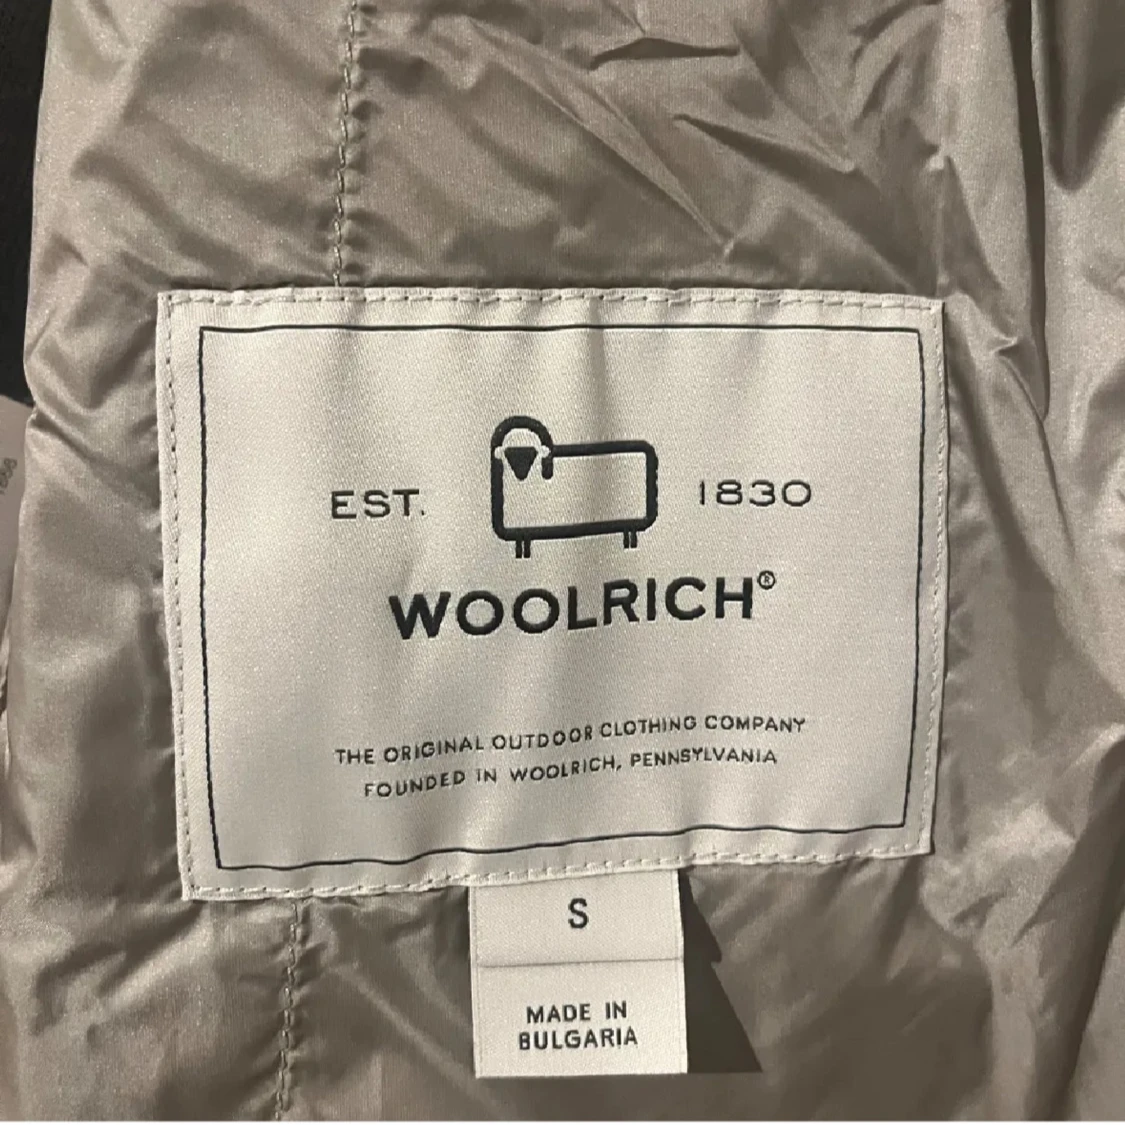 EST. 1830
WOOLRICH®
THE ORIGINAL OUTDOOR CLOTHING COMPANY
FOUNDED IN WOOLRICH, PENNSYLVANIA
S
MADE IN
BULGARIA